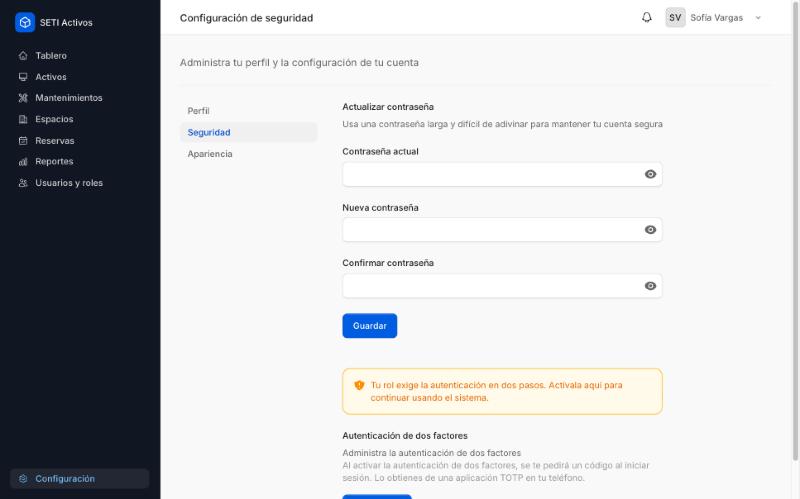 SETI Activos
Configuración de seguridad
SV
Sofía Vargas
Tablero
Activos
Mantenimientos
Espacios
Reservas
Reportes
Usuarios y roles
Configuración
Administra tu perfil y la configuración de tu cuenta
Perfil
Seguridad
Apariencia
Actualizar contraseña
Usa una contraseña larga y difícil de adivinar para mantener tu cuenta segura
Contraseña actual
Nueva contraseña
Confirmar contraseña
Guardar
Tu rol exige la autenticación en dos pasos. Actívala aquí para
continuar usando el sistema.
Autenticación de dos factores
Administra la autenticación de dos factores
Al activar la autenticación de dos factores, se te pedirá un código al iniciar
sesión. Lo obtienes de una aplicación TOTP en tu teléfono.